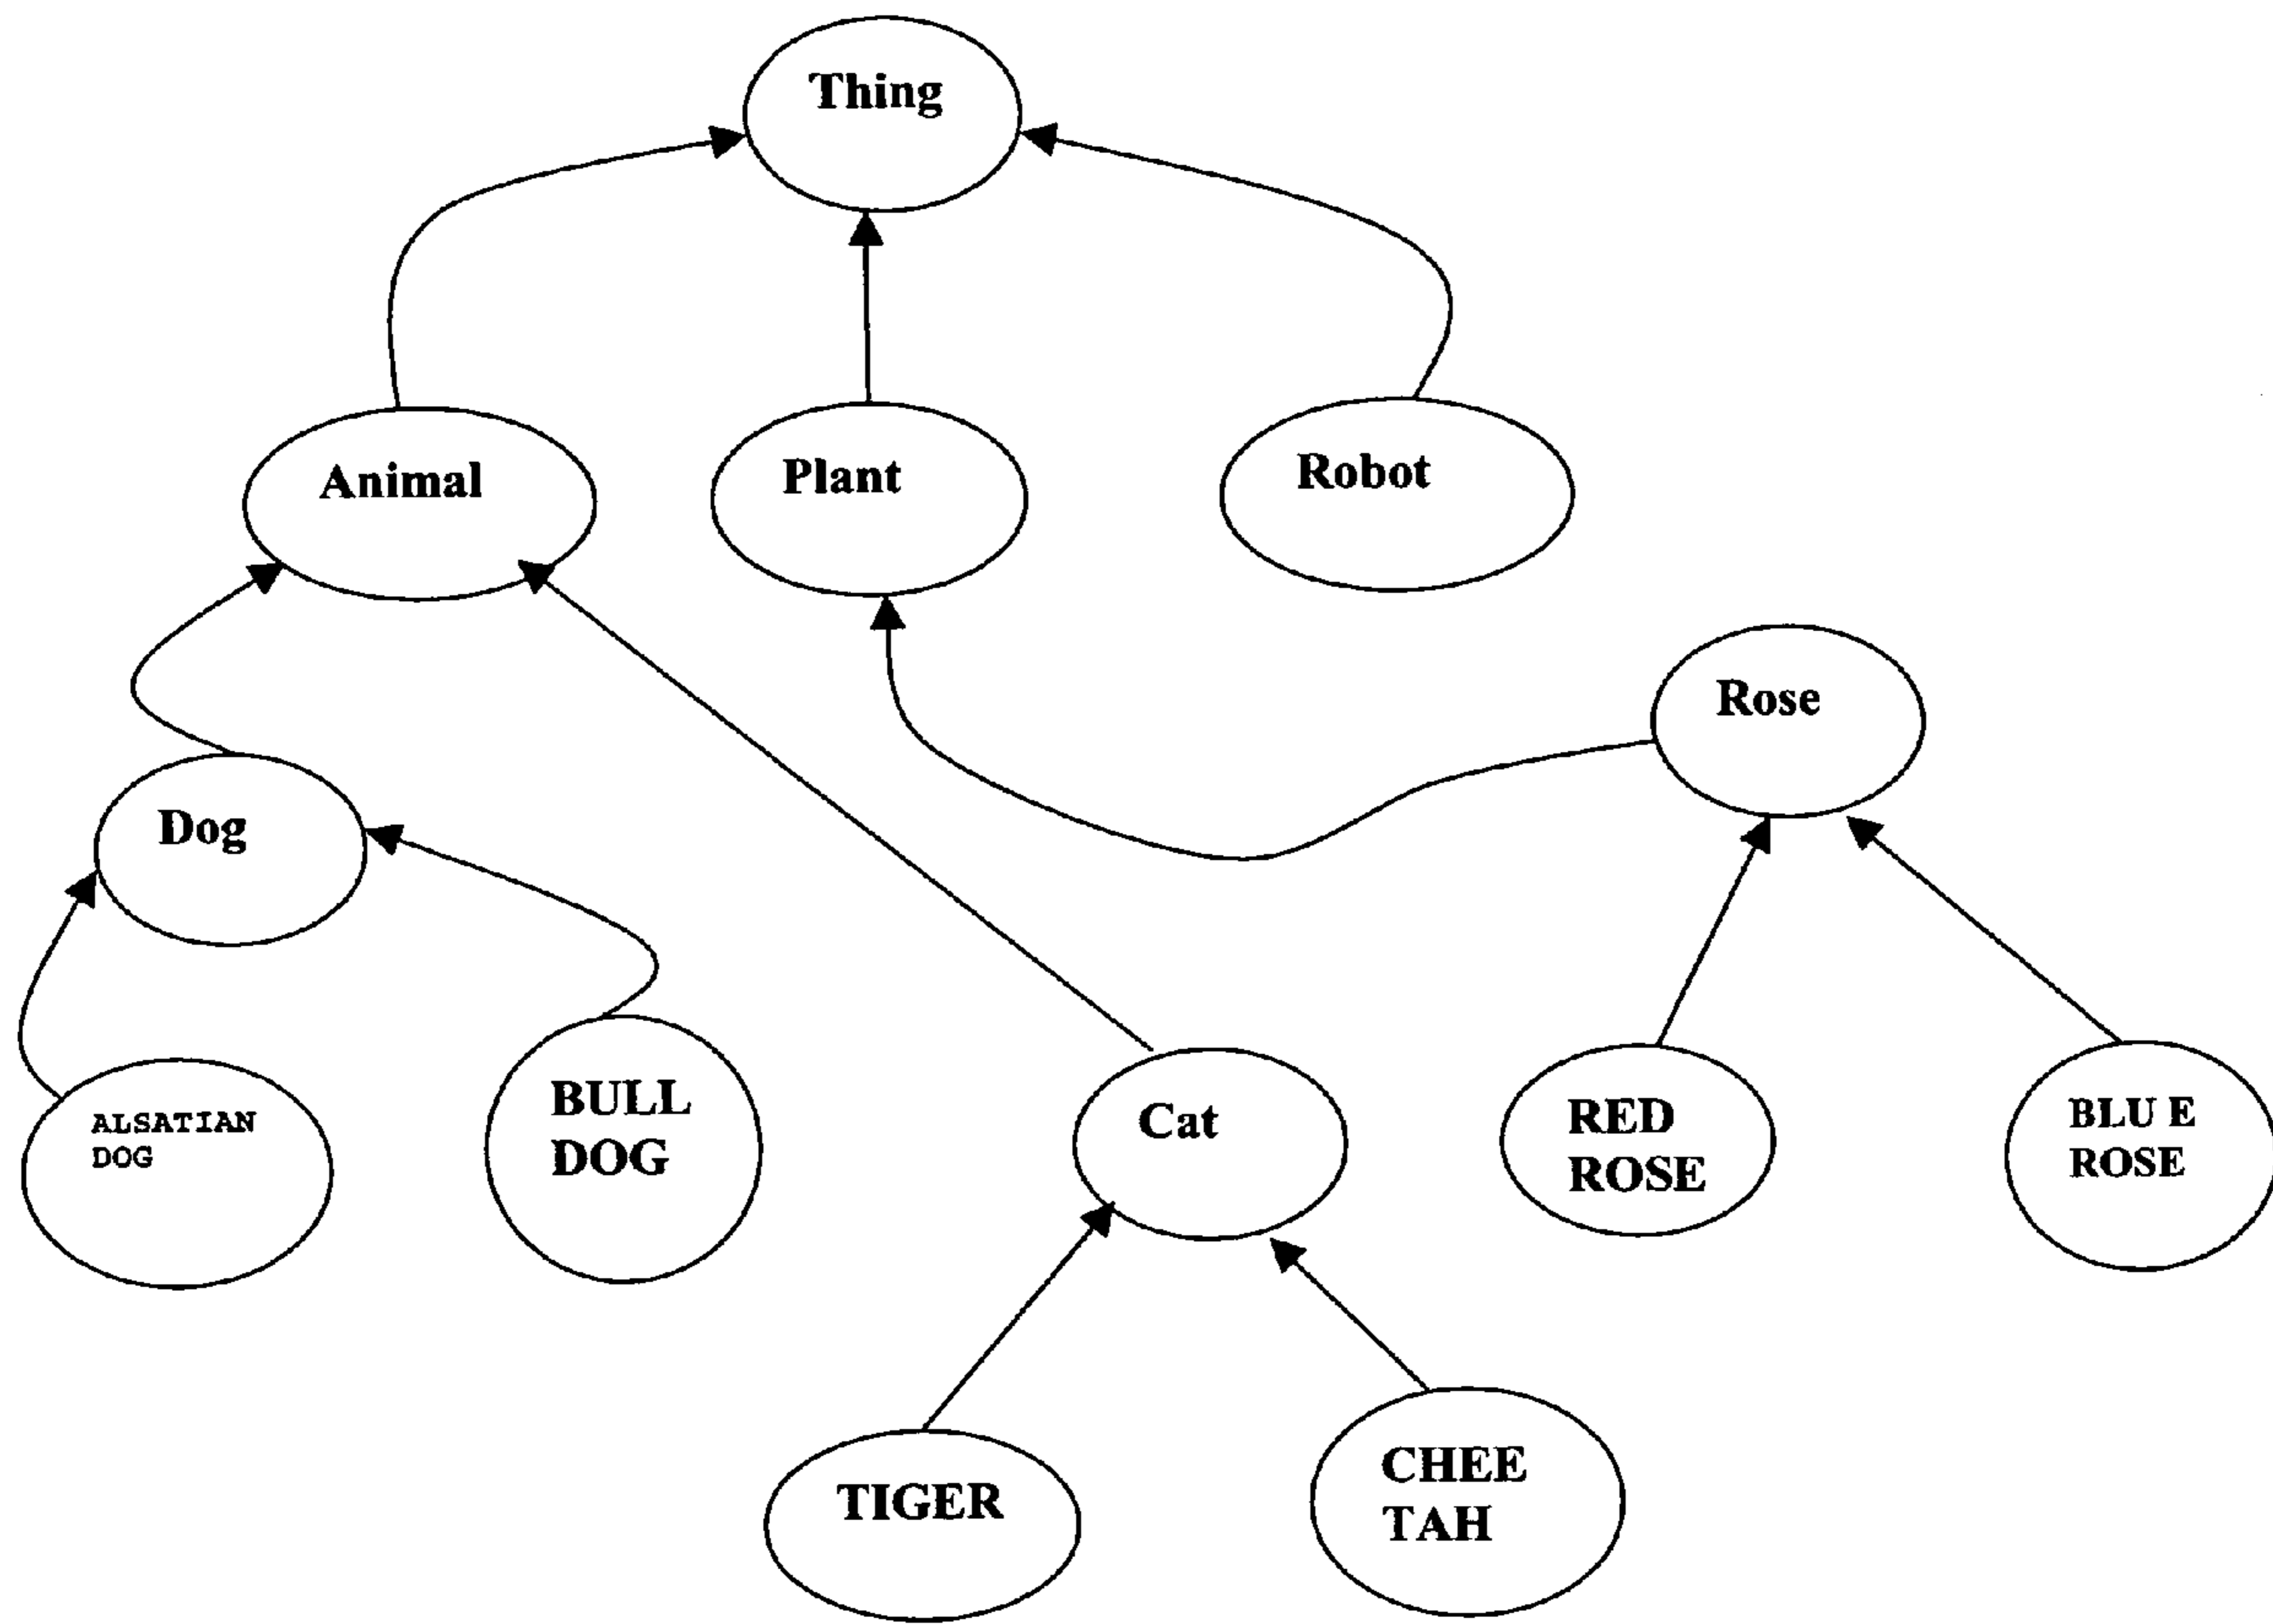 Thing
Animal
Plant
Robot
Rose
Dog
ALSATIAN
DOG
BULL
DOG
Cat
RED
ROSE
BLU E
ROSE
TIGER
CHEE
TAH